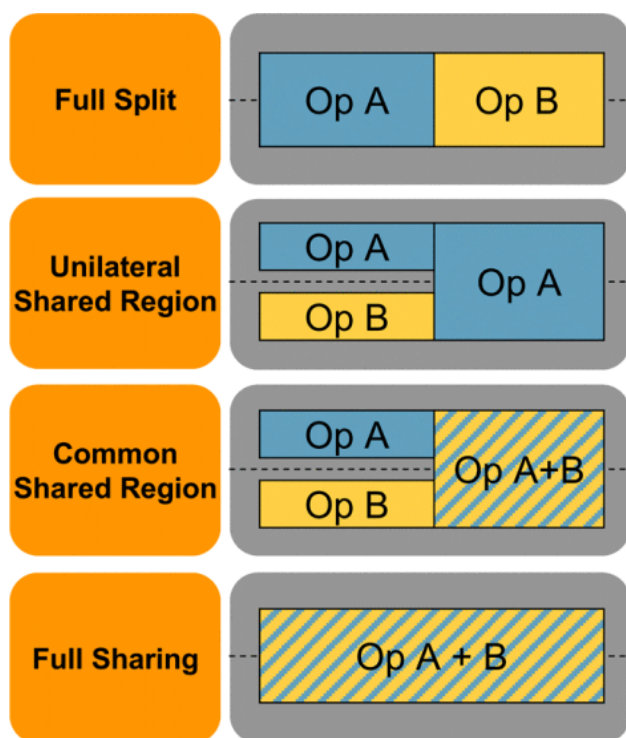 Full Split
Op A
Op B
Unilateral
Shared Region
Op A
Op B
Op A
Common
Shared Region
Op A
Op B
Op A+B
Full Sharing
Op A + B